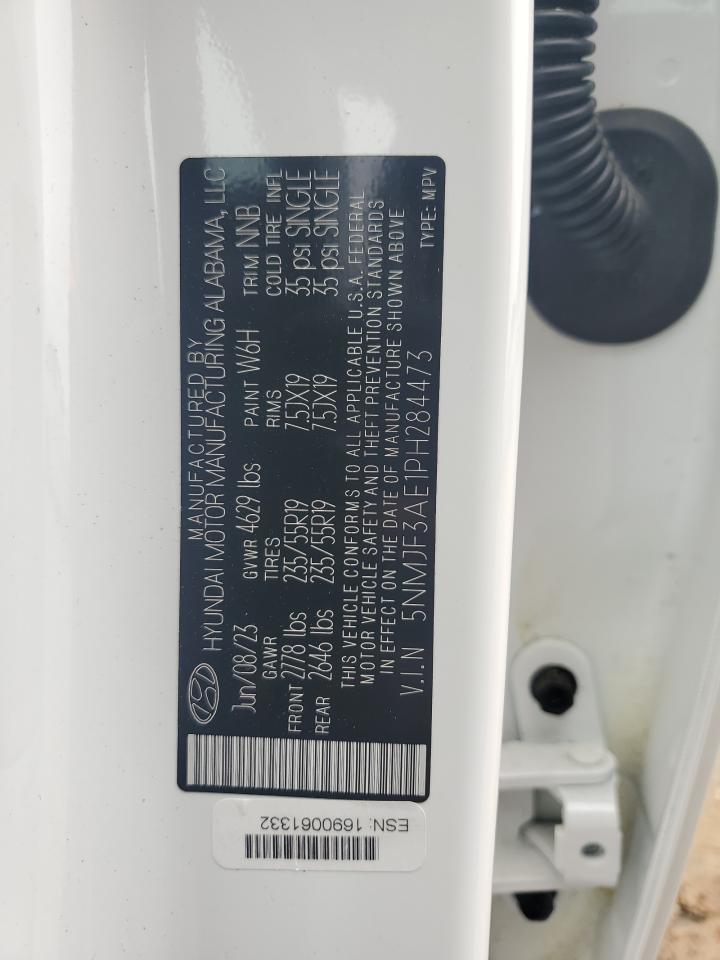 MANUFACTURED BY
HYUNDAI MOTOR MANUFACTURING ALABAMA, LLC
Jun/08/23 GVWR 4629 lbs PAINT W6H TRIM NNB
GAWR TIRES RIMS COLD TIRE INFL
FRONT 2778 lbs 235/55R19 7.5JX19 35 psi SINGLE
REAR 2646 lbs 235/55R19 7.5JX19 35 psi SINGLE
THIS VEHICLE CONFORMS TO ALL APPLICABLE U.S.A. FEDERAL
MOTOR VEHICLE SAFETY AND THEFT PREVENTION STANDARDS
IN EFFECT ON THE DATE OF MANUFACTURE SHOWN ABOVE
V.I.N 5NMJF3AE1PH284473 TYPE: MPV
ESN: 1690061332